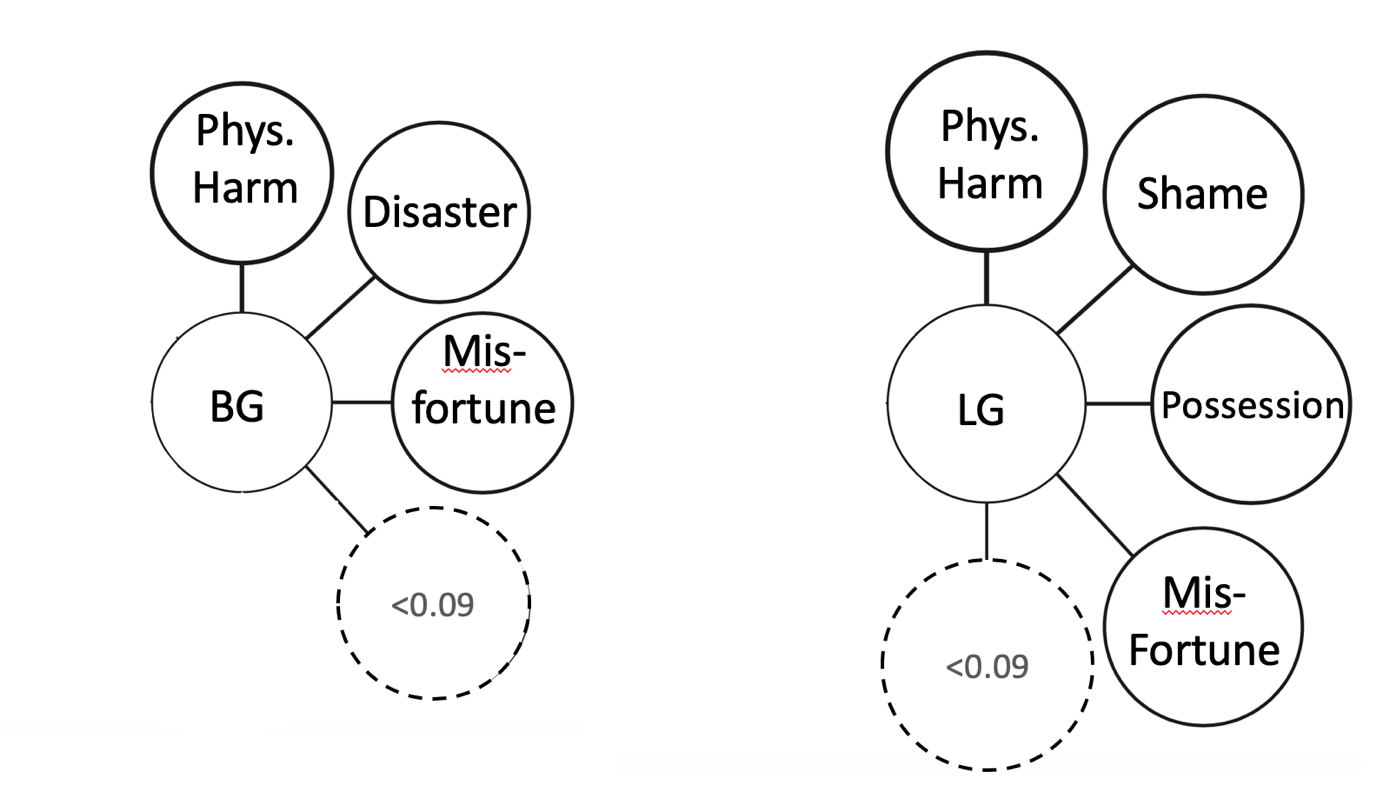 Phys.
Harm
Disaster
Mis-
fortune
BG
<0.09
Phys.
Harm
Shame
Possession
LG
Mis-
Fortune
<0.09